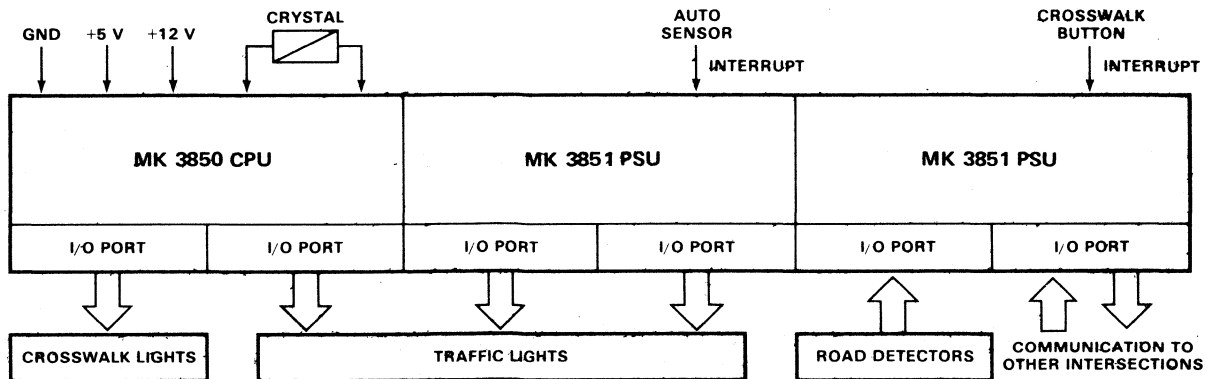 CRYSTAL
AUTO
SENSOR
CROSSWALK
BUTTON
GND +5 V +12 V
INTERRUPT
INTERRUPT
MK 3850 CPU
MK 3851 PSU
MK 3851 PSU
I/O PORT
I/O PORT
I/O PORT
I/O PORT
I/O PORT
I/O PORT
CROSSWALK LIGHTS
TRAFFIC LIGHTS
ROAD DETECTORS
COMMUNICATION TO
OTHER INTERSECTIONS